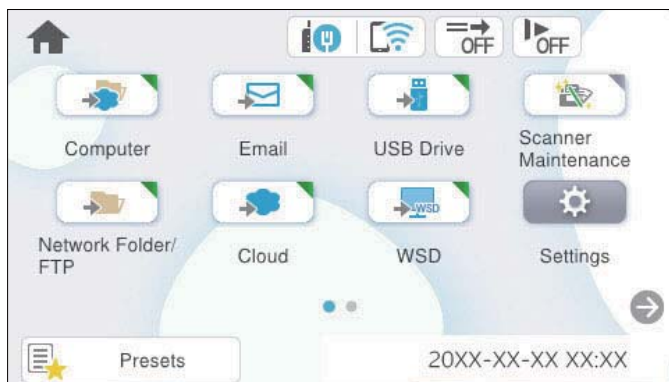 OFF
OFF
Computer
Email
USB Drive
Scanner
Maintenance
WSD
Network Folder/
FTP
Cloud
WSD
Settings
Presets
20XX-XX-XX XX:XX